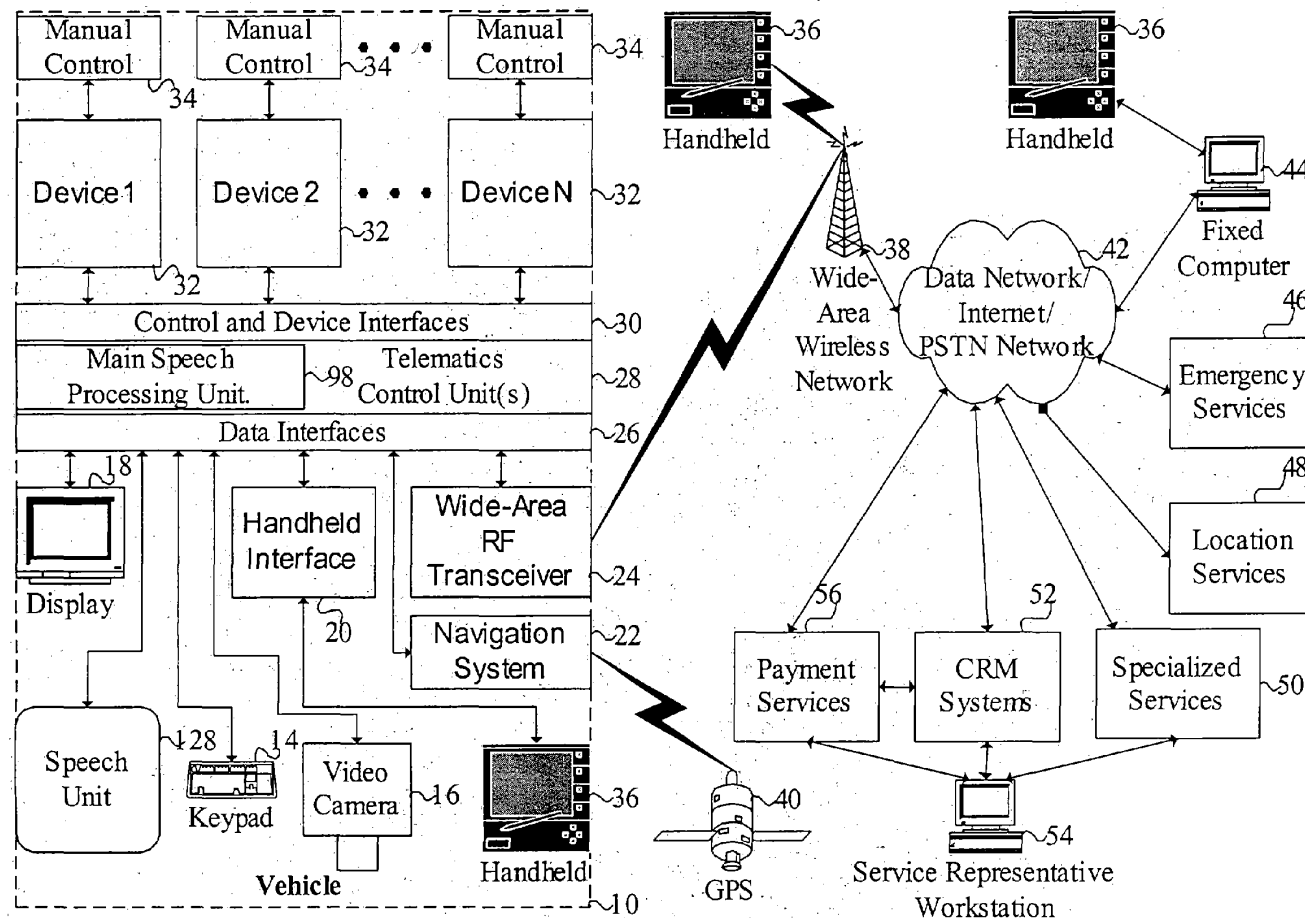 Manual
Control
34
Manual
Control
34
Manual
Control
34
Device 1
32
Device 2
32
Device N
32
Control and Device Interfaces
30
Main Speech
Processing Unit.
98
Telematics
Control Unit(s)
28
Data Interfaces
26
18
Display
Handheld
Interface
20
Wide-Area
RF
Transceiver
24
Navigation
System
22
Speech
Unit
128
14
Keypad
Video
Camera
16
36
Handheld
Vehicle
10
36
Handheld
36
Handheld
44
Fixed
Computer
38
Wide-
Area
Wireless
Network
42
Data Network/
Internet/
PSTN Network
46
Emergency
Services
48
Location
Services
56
Payment
Services
52
CRM
Systems
Specialized
Services
50
40
GPS
54
Service Representative
Workstation